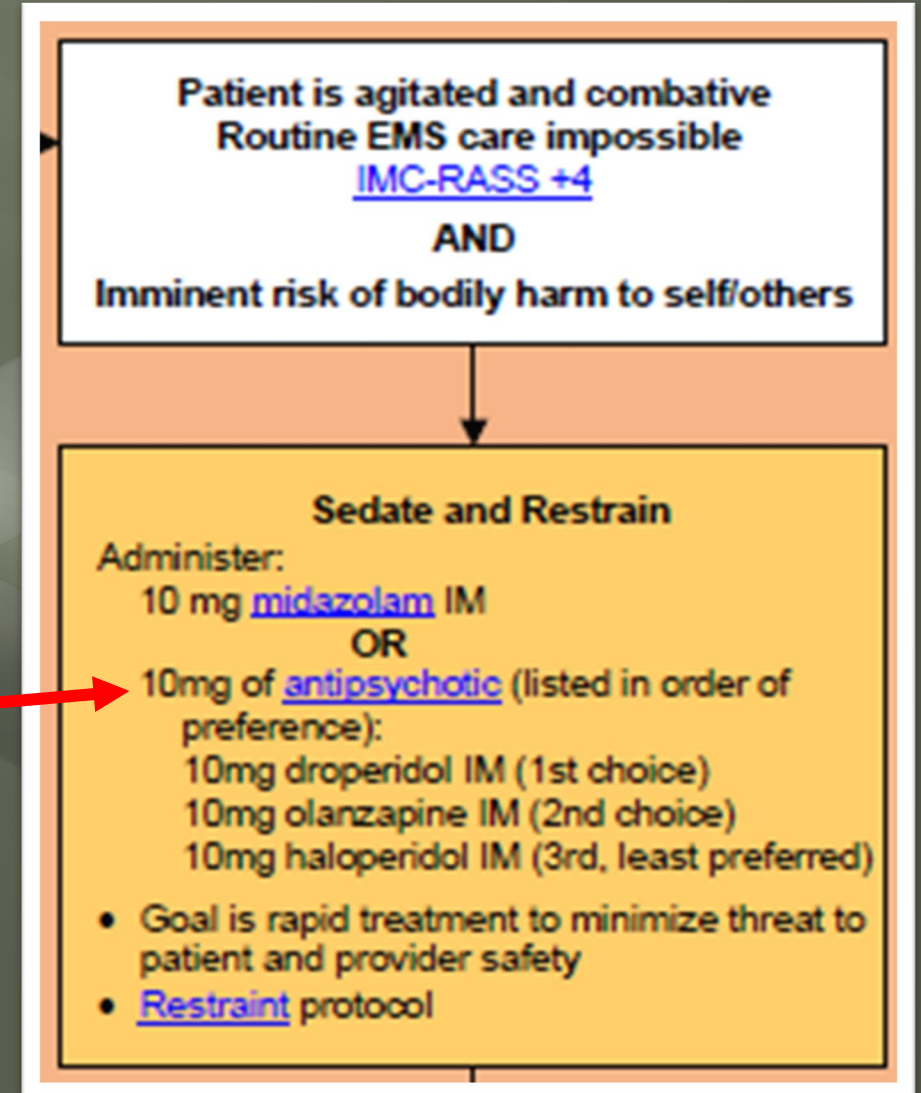 Patient is agitated and combative
Routine EMS care impossible
IMC-RASS +4
AND
Imminent risk of bodily harm to self/others
Sedate and Restrain
Administer:
10 mg midazolam IM
OR
10mg of antipsychotic (listed in order of
preference):
10mg droperidol IM (1st choice)
10mg olanzapine IM (2nd choice)
10mg haloperidol IM (3rd, least preferred)
• Goal is rapid treatment to minimize threat to
patient and provider safety
• Restraint protocol